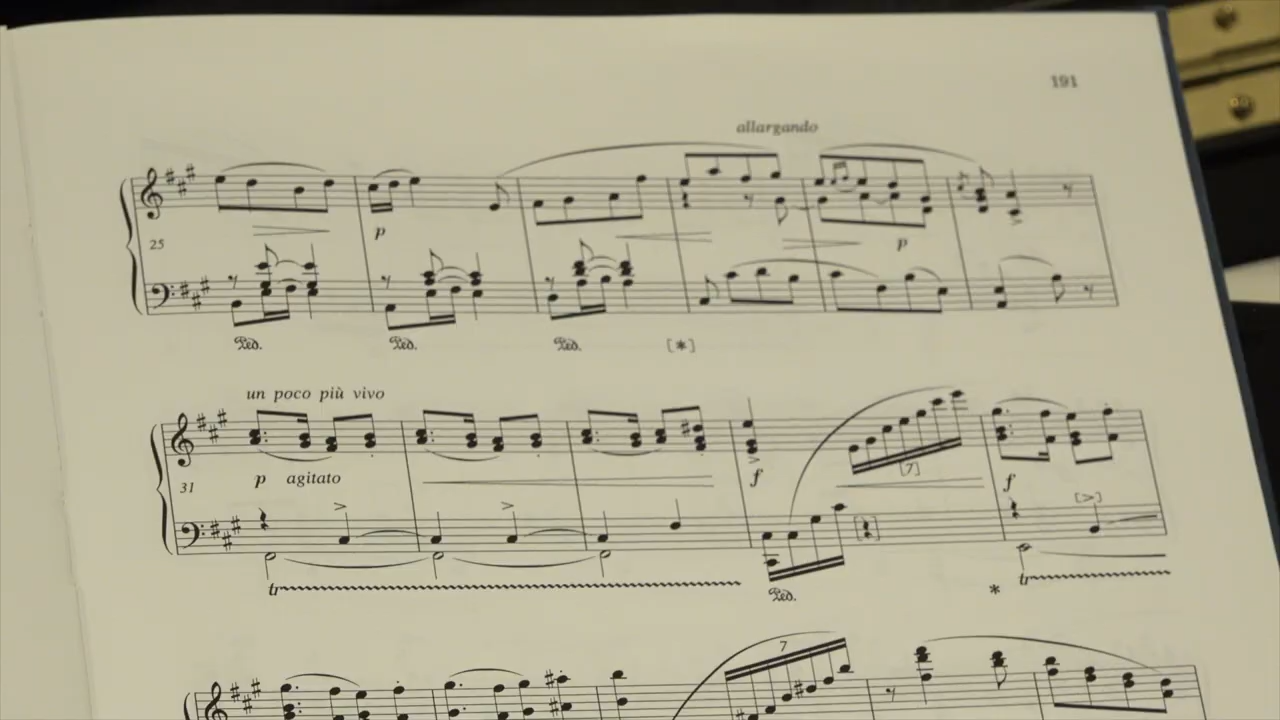 191
allargando
p
p
25
Ped. Ped. Ped. [*]
un poco più vivo
p agitato
f
[7]
f
31
[>]
tr
Ped.
*
tr
7